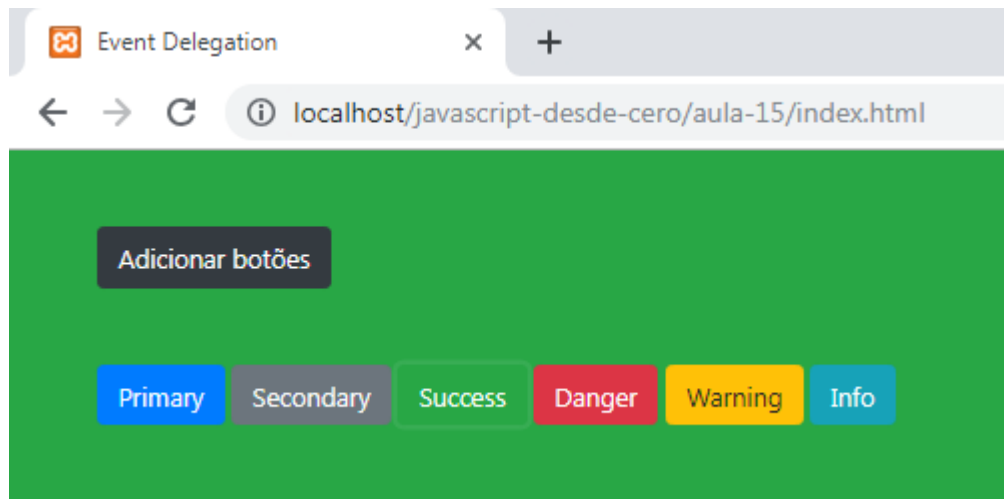 Event Delegation
localhost/javascript-desde-cero/aula-15/index.html
Adicionar botões
Primary Secondary Success Danger Warning Info